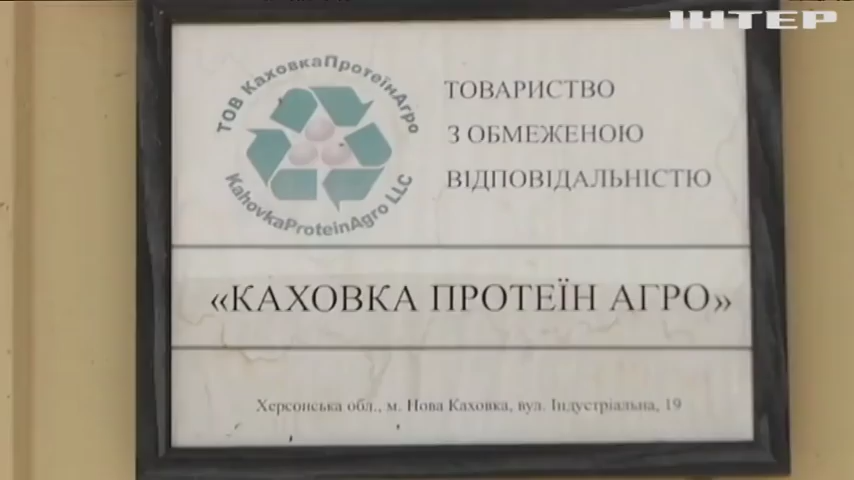 ІНТЕР
ТОВ КаховкаПротеїнАгро
KahovkaProteinAgro LLC
ТОВАРИСТВО
З ОБМЕЖЕНОЮ
ВІДПОВІДАЛЬНІСТЮ
«КАХОВКА ПРОТЕЇН АГРО»
Херсонська обл., м. Нова Каховка, вул. Індустріальна, 19